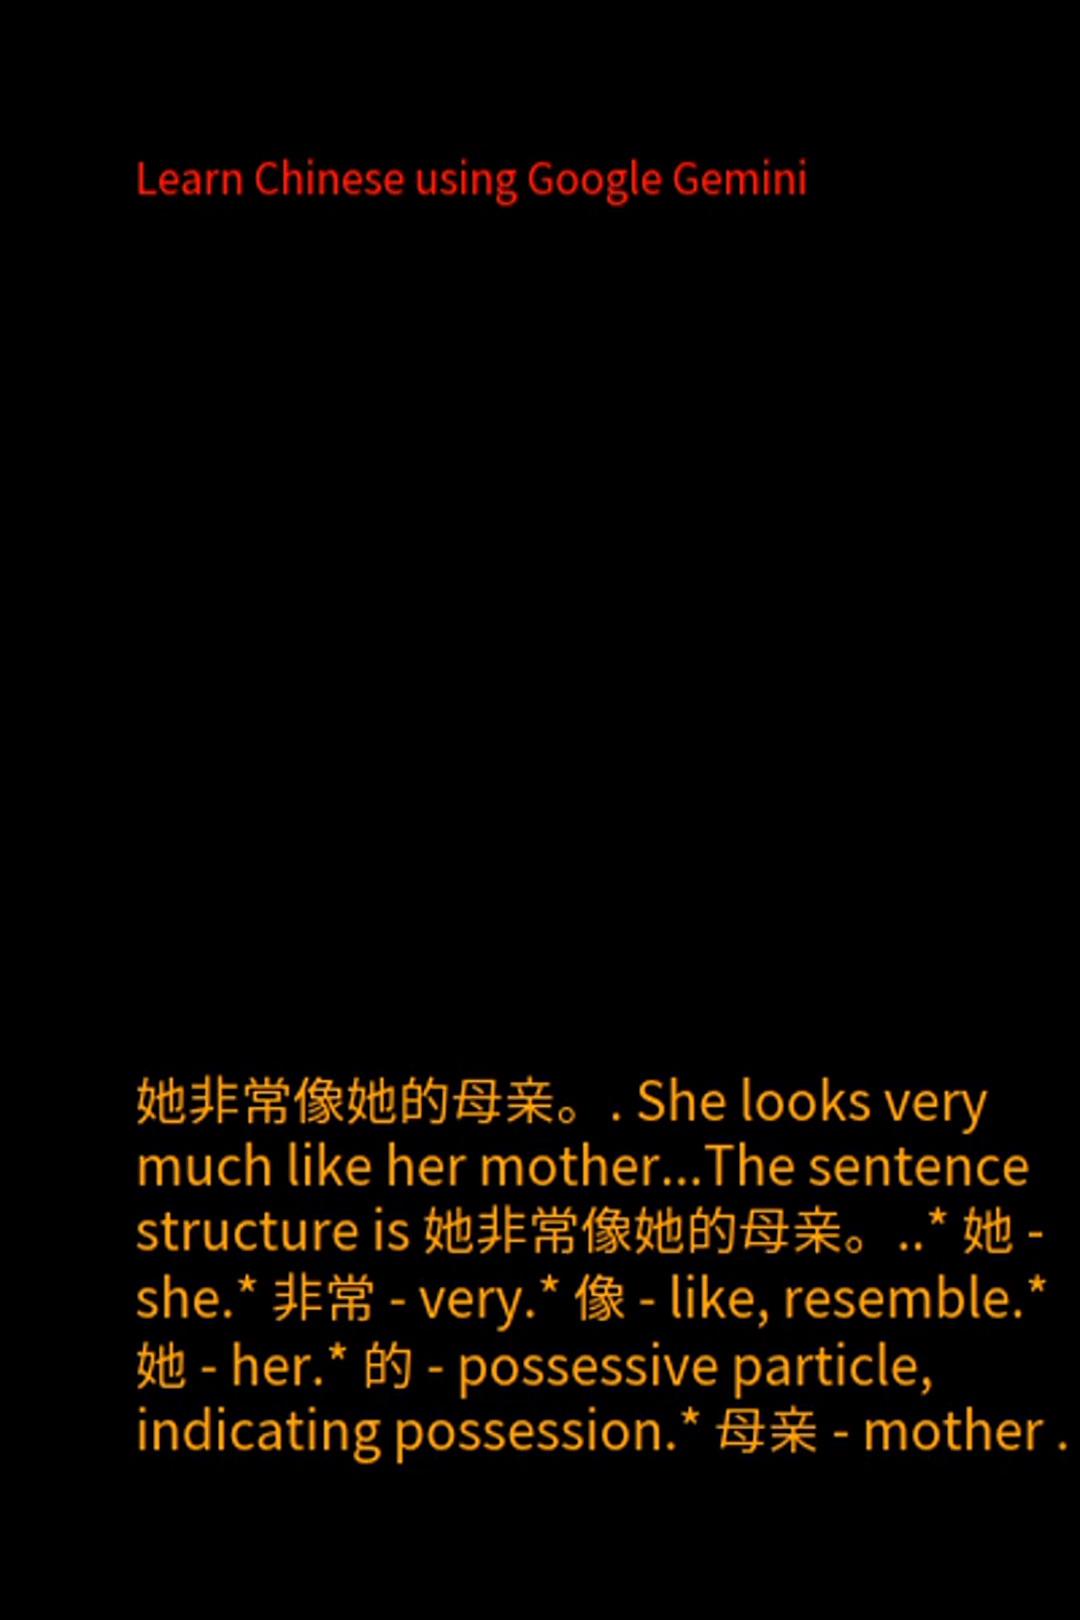 Learn Chinese using Google Gemini
她非常像她的母亲。. She looks very
much like her mother...The sentence
structure is 她非常像她的母亲。..* 她 -
she.* 非常 - very.* 像 - like, resemble.*
她 - her.* 的 - possessive particle,
indicating possession.* 母亲 - mother .